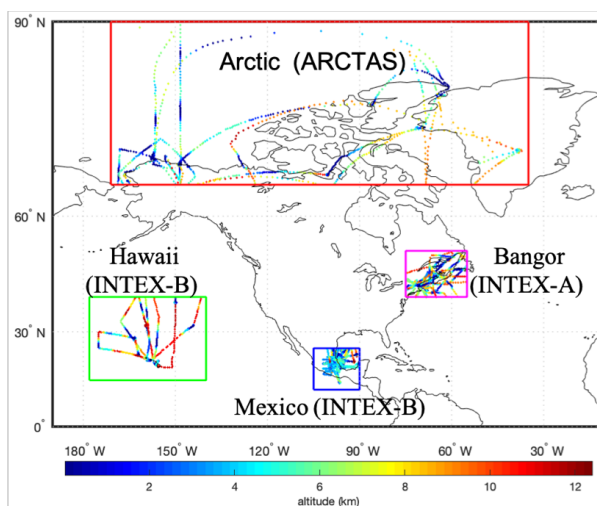 90° N
Arctic (ARCTAS)
60° N
Hawaii
(INTEX-B)
Bangor
(INTEX-A)
30° N
Mexico (INTEX-B)
0°
180° W
150° W
120° W
90° W
60° W
30° W
2
4
6
8
10
12
altitude (km)